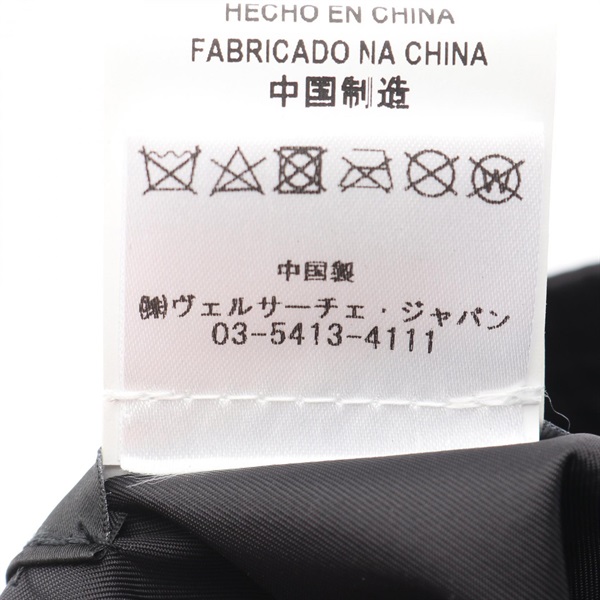 HECHO EN CHINA
FABRICADO NA CHINA
中国制造
中国製
㈱ヴェルサーチェ・ジャパン
03-5413-4111